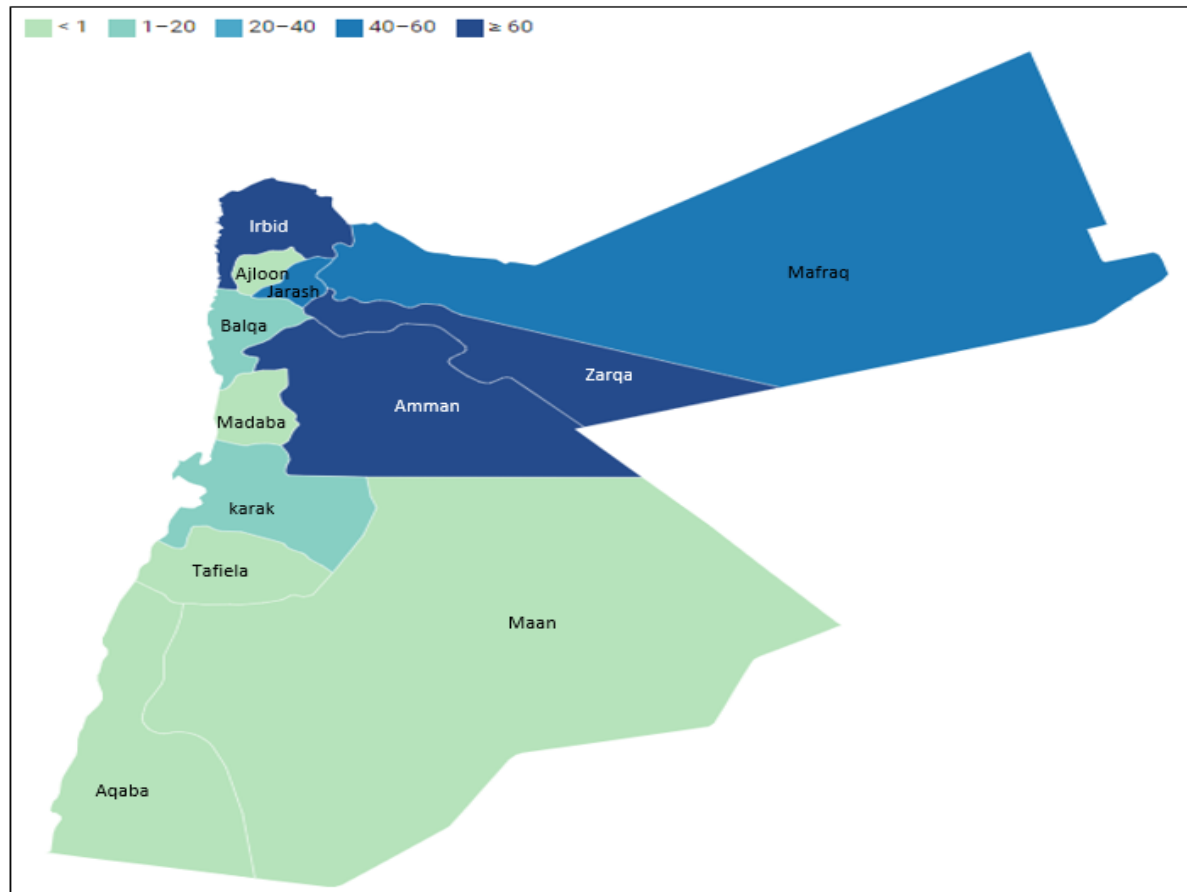 < 1 1–20 20–40 40–60 ≥ 60
Irbid
Ajloon
Mafraq
Jarash
Balqa
Zarqa
Amman
Madaba
karak
Tafiela
Maan
Aqaba